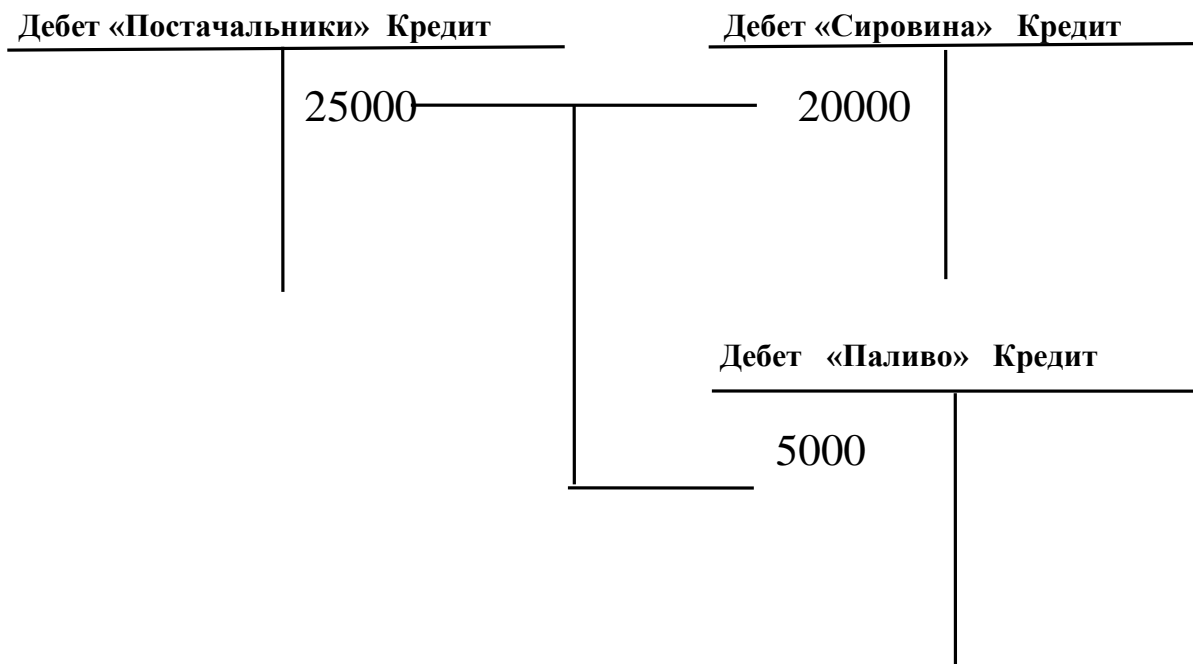 Дебет «Постачальники» Кредит
Дебет «Сировина» Кредит
25000
20000
Дебет «Паливо» Кредит
5000